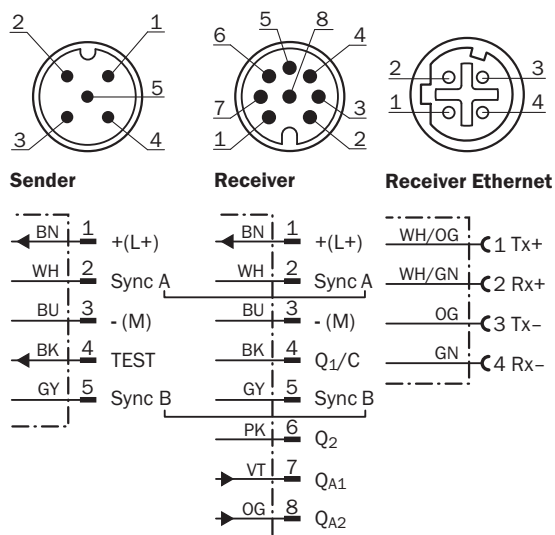 2 1 5 3 4
5 8 6 4 7 3 1 2
2 3 1 4
Sender
Receiver
Receiver Ethernet
BN 1 +(L+)
WH 2 Sync A
BU 3 - (M)
BK 4 TEST
GY 5 Sync B
BN 1 +(L+)
WH 2 Sync A
BU 3 - (M)
BK 4 Q1/C
GY 5 Sync B
PK 6 Q2
VT 7 QA1
OG 8 QA2
WH/OG 1 Tx+
WH/GN 2 Rx+
OG 3 Tx–
GN 4 Rx–